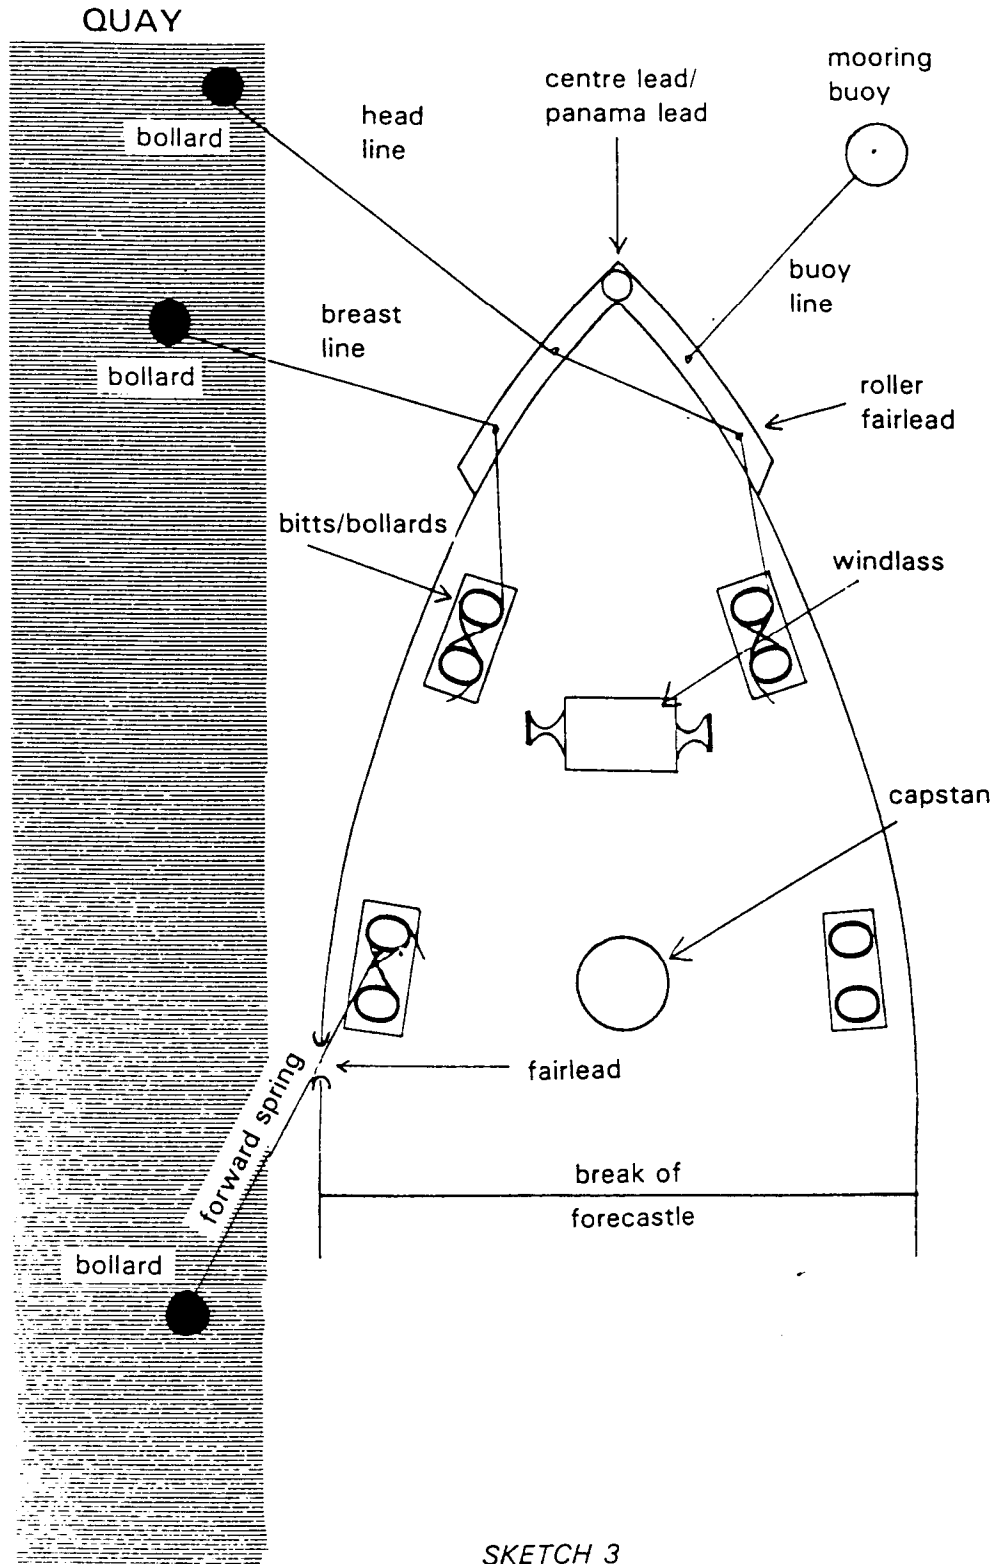 QUAY
mooring
buoy
centre lead/
panama lead
head
line
bollard
buoy
line
breast
line
bollard
roller
fairlead
bitts/bollards
windlass
capstan
forward spring
fairlead
break of
forecastle
bollard
SKETCH 3